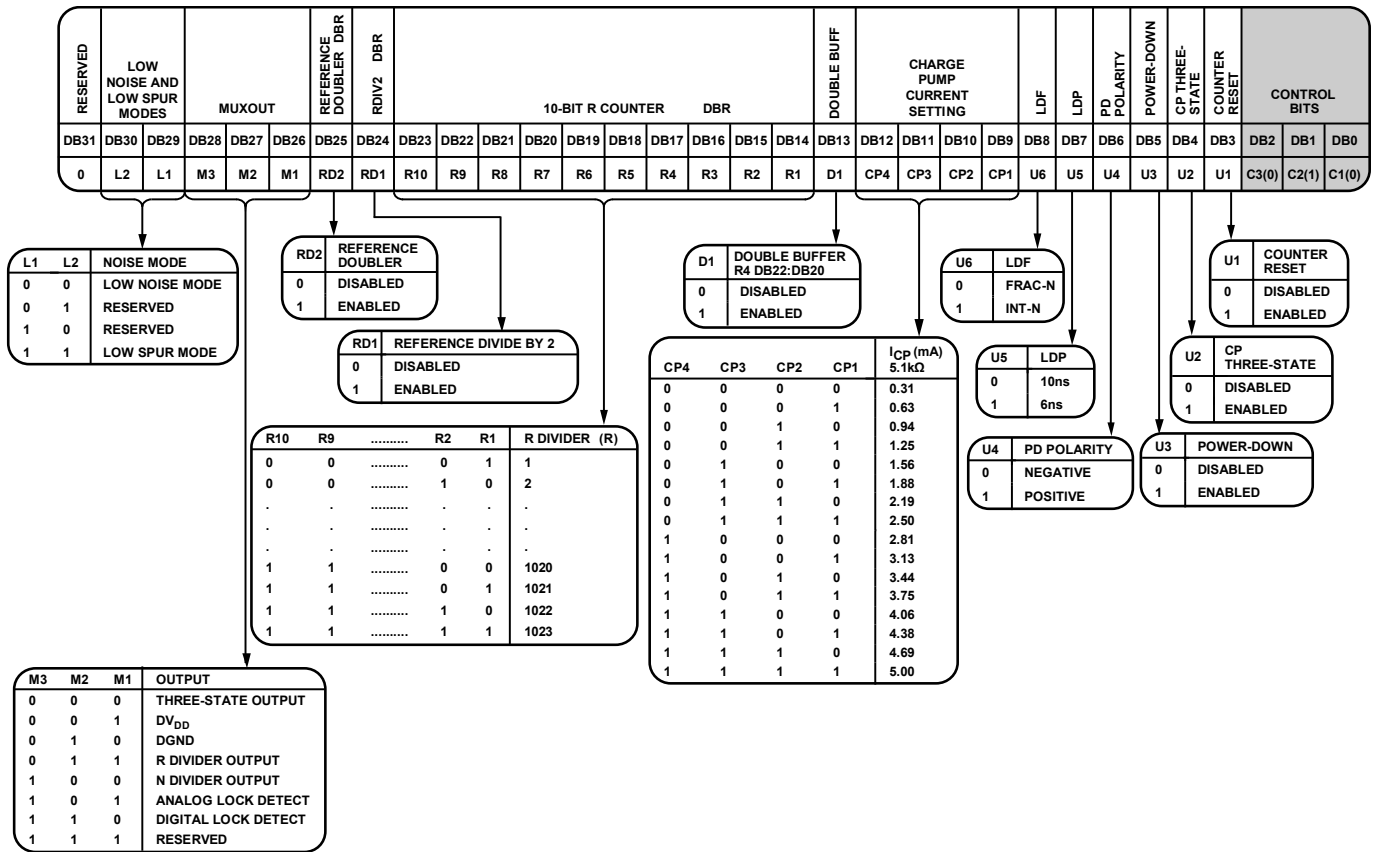 RESERVED
LOW
NOISE AND
LOW SPUR
MODES
MUXOUT
REFERENCE
DOUBLER DBR
RDIV2 DBR
10-BIT R COUNTER DBR
DOUBLE BUFF
CHARGE
PUMP
CURRENT
SETTING
LDF
LDP
PD
POLARITY
POWER-DOWN
CP THREE-
STATE
COUNTER
RESET
CONTROL
BITS
DB31 DB30 DB29 DB28 DB27 DB26 DB25 DB24 DB23 DB22 DB21 DB20 DB19 DB18 DB17 DB16 DB15 DB14 DB13 DB12 DB11 DB10 DB9 DB8 DB7 DB6 DB5 DB4 DB3 DB2 DB1 DB0
0 L2 L1 M3 M2 M1 RD2 RD1 R10 R9 R8 R7 R6 R5 R4 R3 R2 R1 D1 CP4 CP3 CP2 CP1 U6 U5 U4 U3 U2 U1 C3(0) C2(1) C1(0)
L1 L2 NOISE MODE
0 0 LOW NOISE MODE
0 1 RESERVED
1 0 RESERVED
1 1 LOW SPUR MODE
RD2 REFERENCE
DOUBLER
0 DISABLED
1 ENABLED
RD1 REFERENCE DIVIDE BY 2
0 DISABLED
1 ENABLED
R10 R9 .......... R2 R1 R DIVIDER (R)
0 0 .......... 0 1 1
0 0 .......... 1 0 2
. . .......... . . .
. . .......... . . .
. . .......... . . .
1 1 .......... 0 0 1020
1 1 .......... 0 1 1021
1 1 .......... 1 0 1022
1 1 .......... 1 1 1023
D1 DOUBLE BUFFER
R4 DB22:DB20
0 DISABLED
1 ENABLED
ICP (mA)
CP4 CP3 CP2 CP1 5.1kΩ
0 0 0 0 0.31
0 0 0 1 0.63
0 0 1 0 0.94
0 0 1 1 1.25
0 1 0 0 1.56
0 1 0 1 1.88
0 1 1 0 2.19
0 1 1 1 2.50
1 0 0 0 2.81
1 0 0 1 3.13
1 0 1 0 3.44
1 0 1 1 3.75
1 1 0 0 4.06
1 1 0 1 4.38
1 1 1 0 4.69
1 1 1 1 5.00
U6 LDF
0 FRAC-N
1 INT-N
U5 LDP
0 10ns
1 6ns
U4 PD POLARITY
0 NEGATIVE
1 POSITIVE
U1 COUNTER
RESET
0 DISABLED
1 ENABLED
U2 CP
THREE-STATE
0 DISABLED
1 ENABLED
U3 POWER-DOWN
0 DISABLED
1 ENABLED
M3 M2 M1 OUTPUT
0 0 0 THREE-STATE OUTPUT
0 0 1 DVDD
0 1 0 DGND
0 1 1 R DIVIDER OUTPUT
1 0 0 N DIVIDER OUTPUT
1 0 1 ANALOG LOCK DETECT
1 1 0 DIGITAL LOCK DETECT
1 1 1 RESERVED